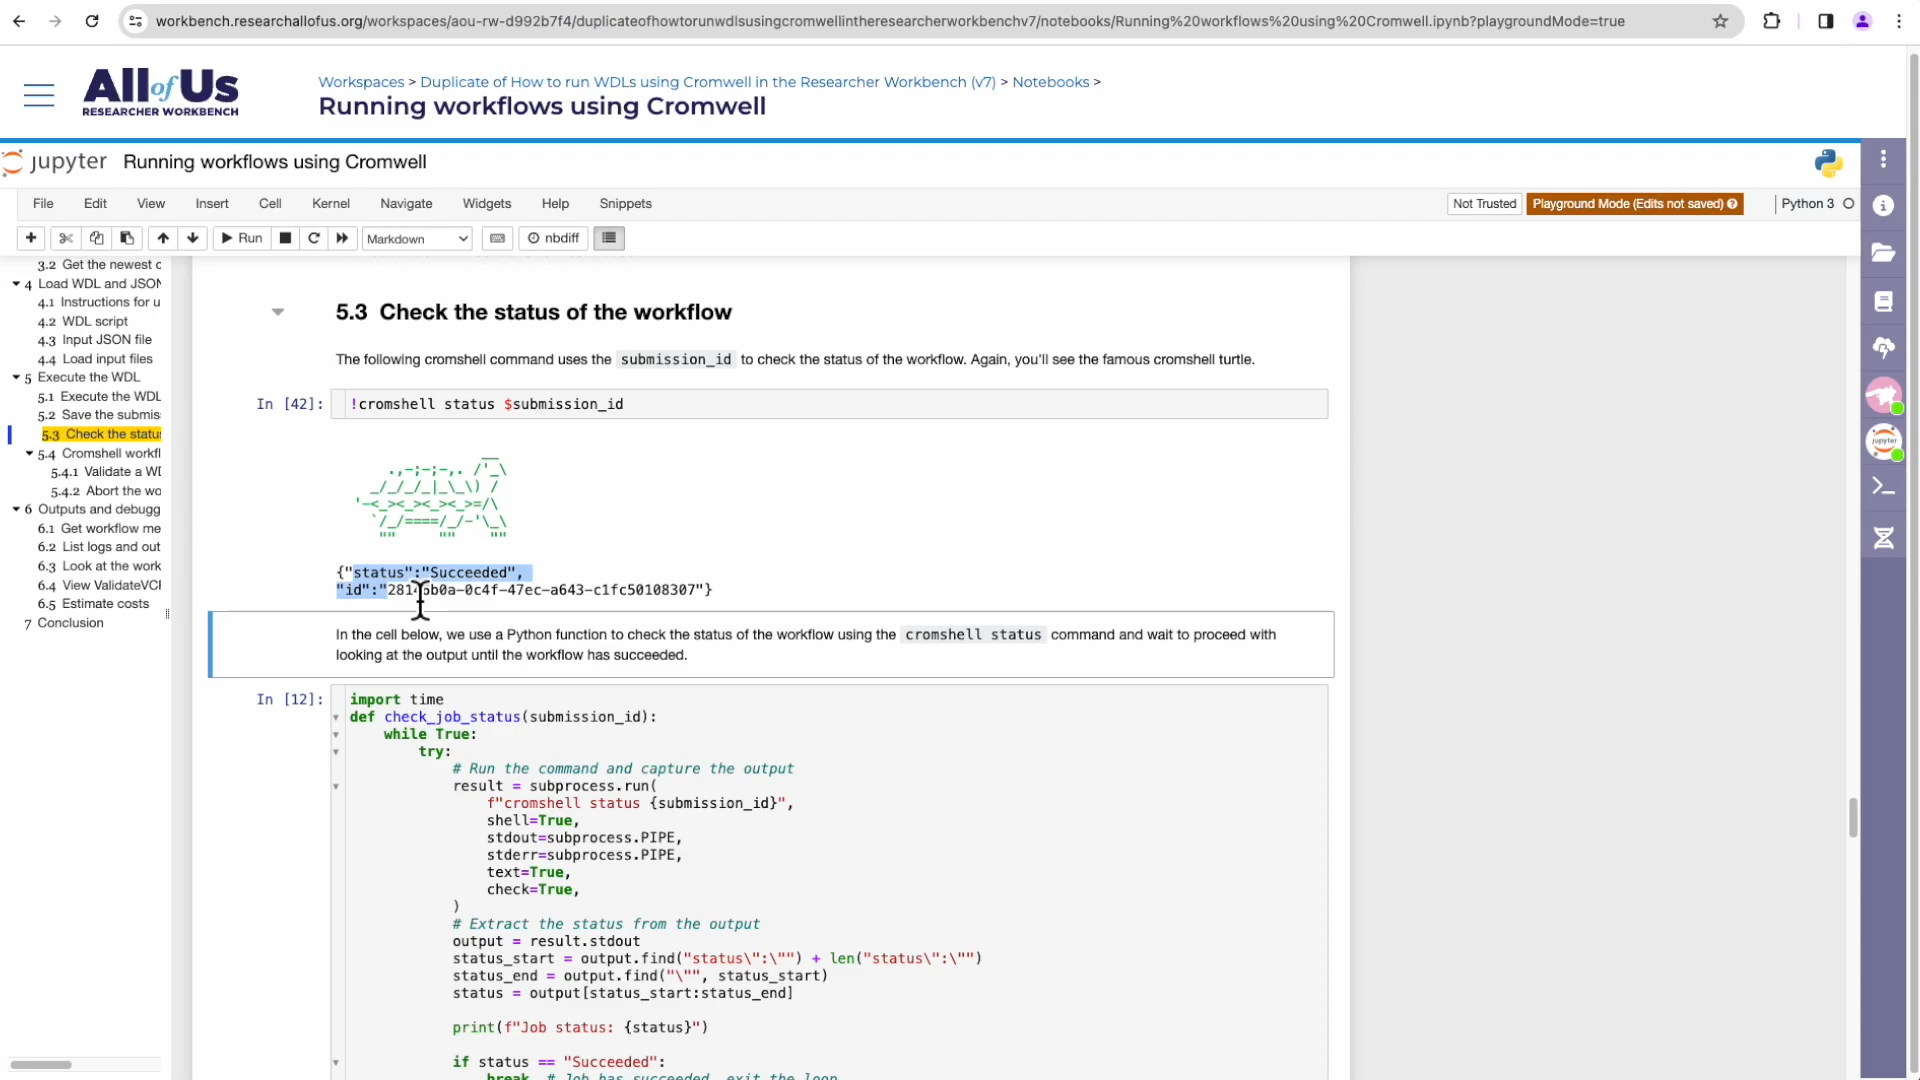 workbench.researchallofus.org/workspaces/aou-rw-d992b7f4/duplicateofhowtorunwdlsusingcromwellintheresearcherworkbenchv7/notebooks/Running%20workflows%20using%20Cromwell.ipynb?playgroundMode=true
All of Us
RESEARCHER WORKBENCH
Workspaces > Duplicate of How to run WDLs using Cromwell in the Researcher Workbench (v7) > Notebooks >
Running workflows using Cromwell
jupyter Running workflows using Cromwell
File Edit View Insert Cell Kernel Navigate Widgets Help Snippets
Not Trusted Playground Mode (Edits not saved) Python 3
Run Markdown nbdiff
3.2 Get the newest c
4 Load WDL and JSON
4.1 Instructions for u
4.2 WDL script
4.3 Input JSON file
4.4 Load input files
5 Execute the WDL
5.1 Execute the WDL
5.2 Save the submis
5.3 Check the statu
5.4 Cromshell workfl
5.4.1 Validate a WD
5.4.2 Abort the wo
6 Outputs and debugg
6.1 Get workflow me
6.2 List logs and out
6.3 Look at the work
6.4 View ValidateVCF
6.5 Estimate costs
7 Conclusion
5.3 Check the status of the workflow
The following cromshell command uses the submission_id to check the status of the workflow. Again, you'll see the famous cromshell turtle.
In [42]: !cromshell status $submission_id
{"status":"Succeeded",
"id":"2814 b0a-0c4f-47ec-a643-c1fc50108307"}
In the cell below, we use a Python function to check the status of the workflow using the cromshell status command and wait to proceed with
looking at the output until the workflow has succeeded.
In [12]: import time
def check_job_status(submission_id):
while True:
try:
# Run the command and capture the output
result = subprocess.run(
f"cromshell status {submission_id}",
shell=True,
stdout=subprocess.PIPE,
stderr=subprocess.PIPE,
text=True,
check=True,
)
# Extract the status from the output
output = result.stdout
status_start = output.find("status\":\"") + len("status\":\"")
status_end = output.find("\"", status_start)
status = output[status_start:status_end]
print(f"Job status: {status}")
if status == "Succeeded":
break # Job has succeeded, exit the loop
jupyter